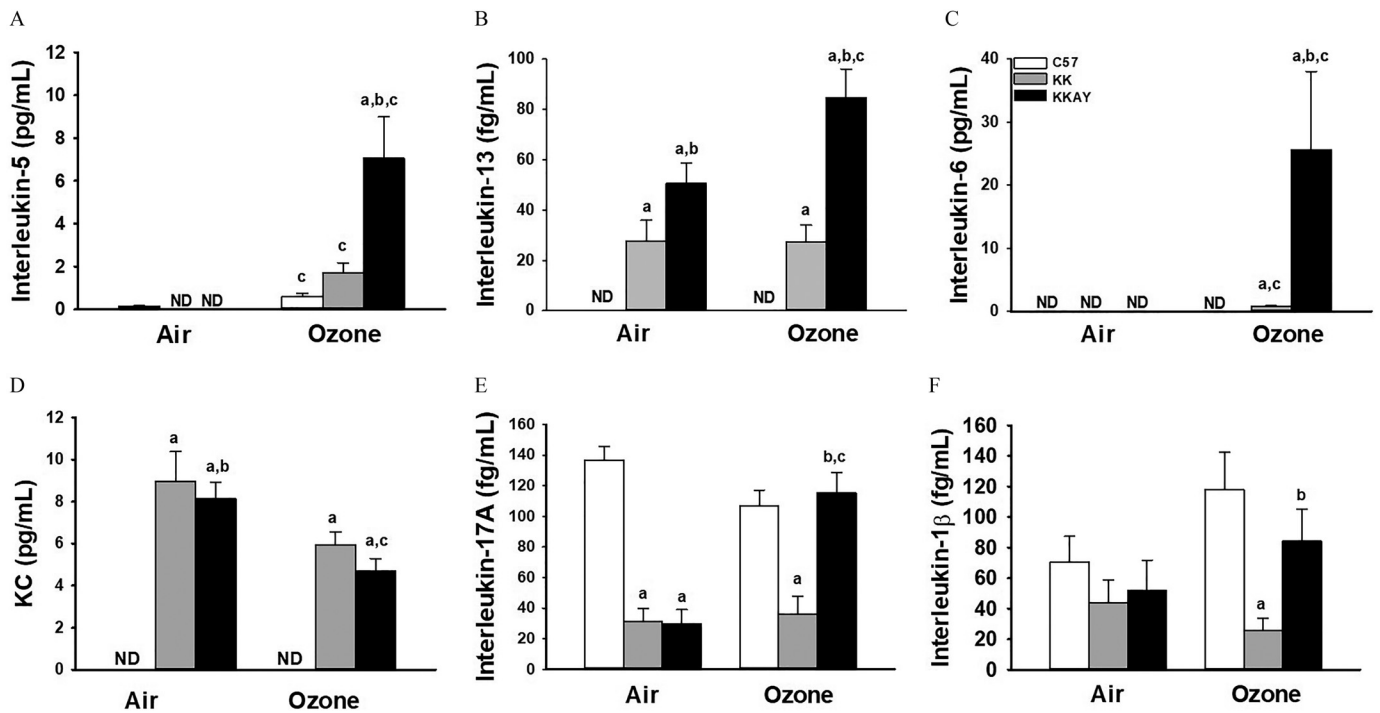 A
Interleukin-5 (pg/mL)
12
10
8
6
4
2
0
ND ND
c
c
a,b,c
Air Ozone
B
Interleukin-13 (fg/mL)
100
80
60
40
20
0
ND
a
a,b
ND
a
a,b,c
Air Ozone
C
Interleukin-6 (pg/mL)
40
30
20
10
0
C57
KK
KKAY
a,b,c
ND ND ND ND
a,c
Air Ozone
D
KC (pg/mL)
12
10
8
6
4
2
0
ND
a
a,b
ND
a
a,c
Air Ozone
E
Interleukin-17A (fg/mL)
160
140
120
100
80
60
40
20
0
a a
a
b,c
Air Ozone
F
Interleukin-1β (fg/mL)
160
140
120
100
80
60
40
20
0
a
b
Air Ozone